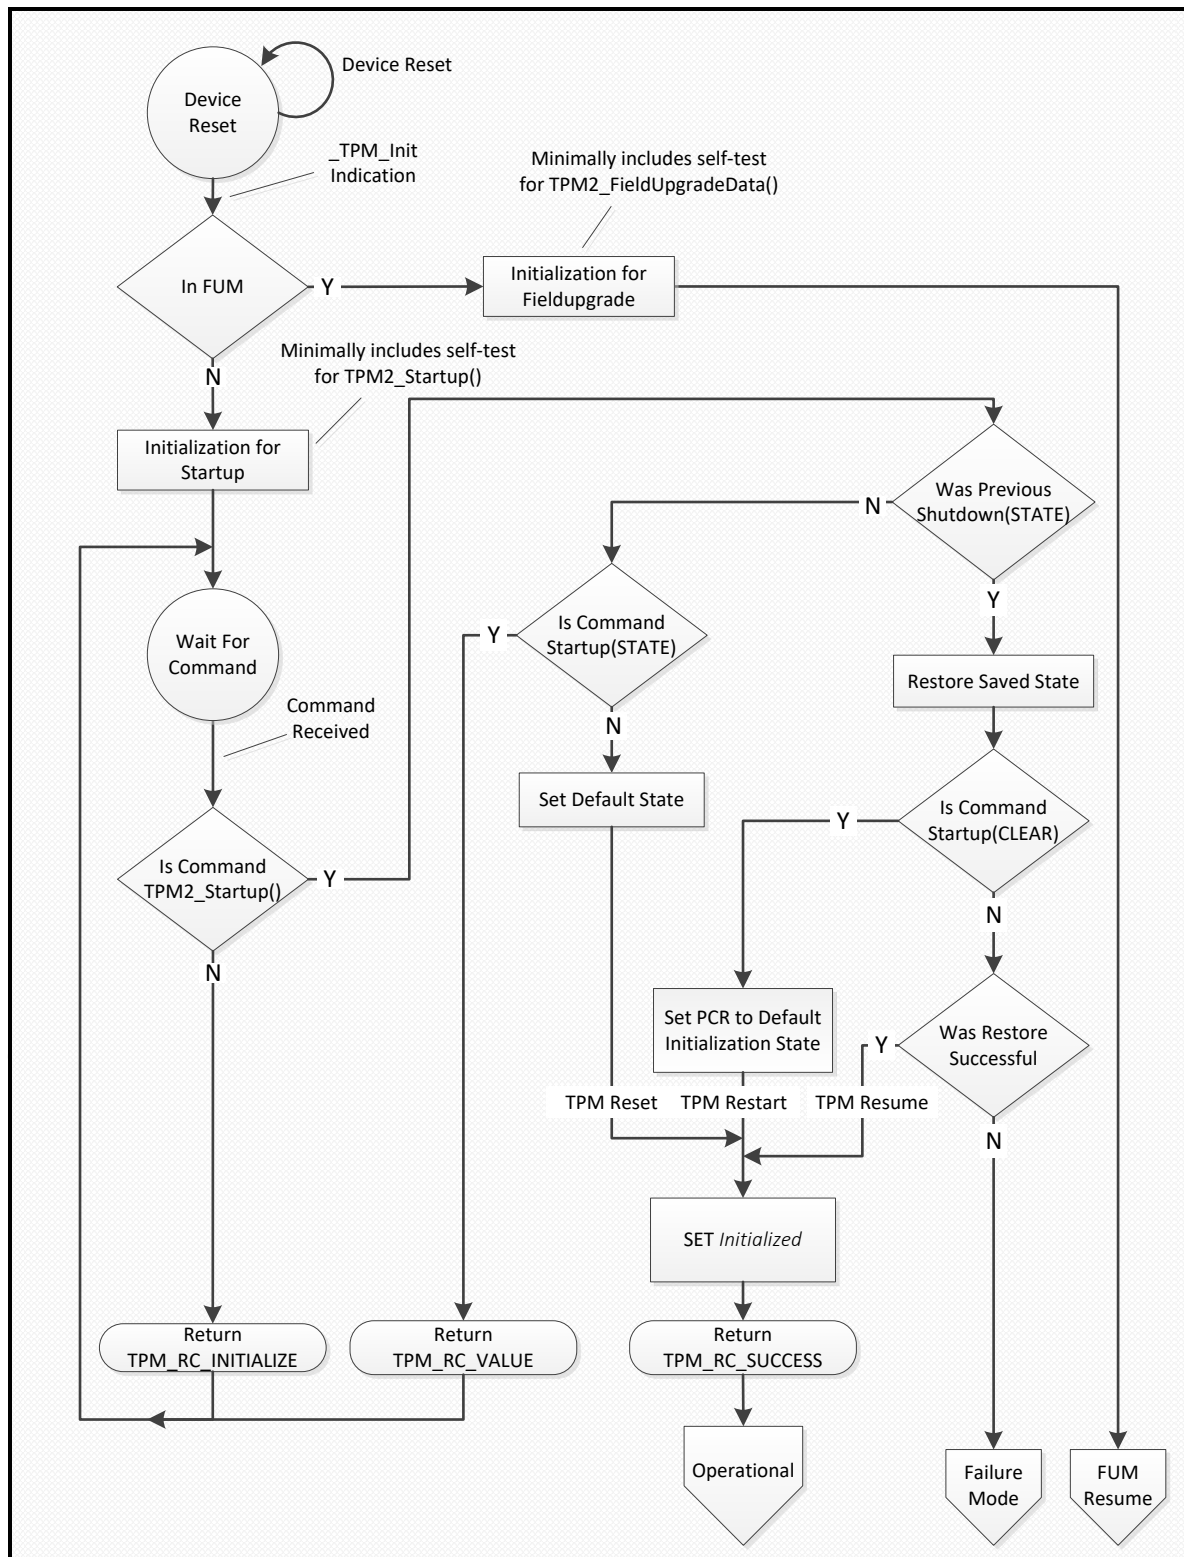 Device Reset
Device
Reset
_TPM_Init
Indication
Minimally includes self-test
for TPM2_FieldUpgradeData()
In FUM
Y
Initialization for
Fieldupgrade
N
Minimally includes self-test
for TPM2_Startup()
Initialization for
Startup
Was Previous
Shutdown(STATE)
N
Y
Is Command
Startup(STATE)
Y
N
Wait For
Command
Restore Saved State
Command
Received
Set Default State
Is Command
Startup(CLEAR)
Y
N
Is Command
TPM2_Startup()
Y
N
Set PCR to Default
Initialization State
Was Restore
Successful
Y
N
TPM Reset
TPM Restart
TPM Resume
SET Initialized
Return
TPM_RC_INITIALIZE
Return
TPM_RC_VALUE
Return
TPM_RC_SUCCESS
Operational
Failure
Mode
FUM
Resume